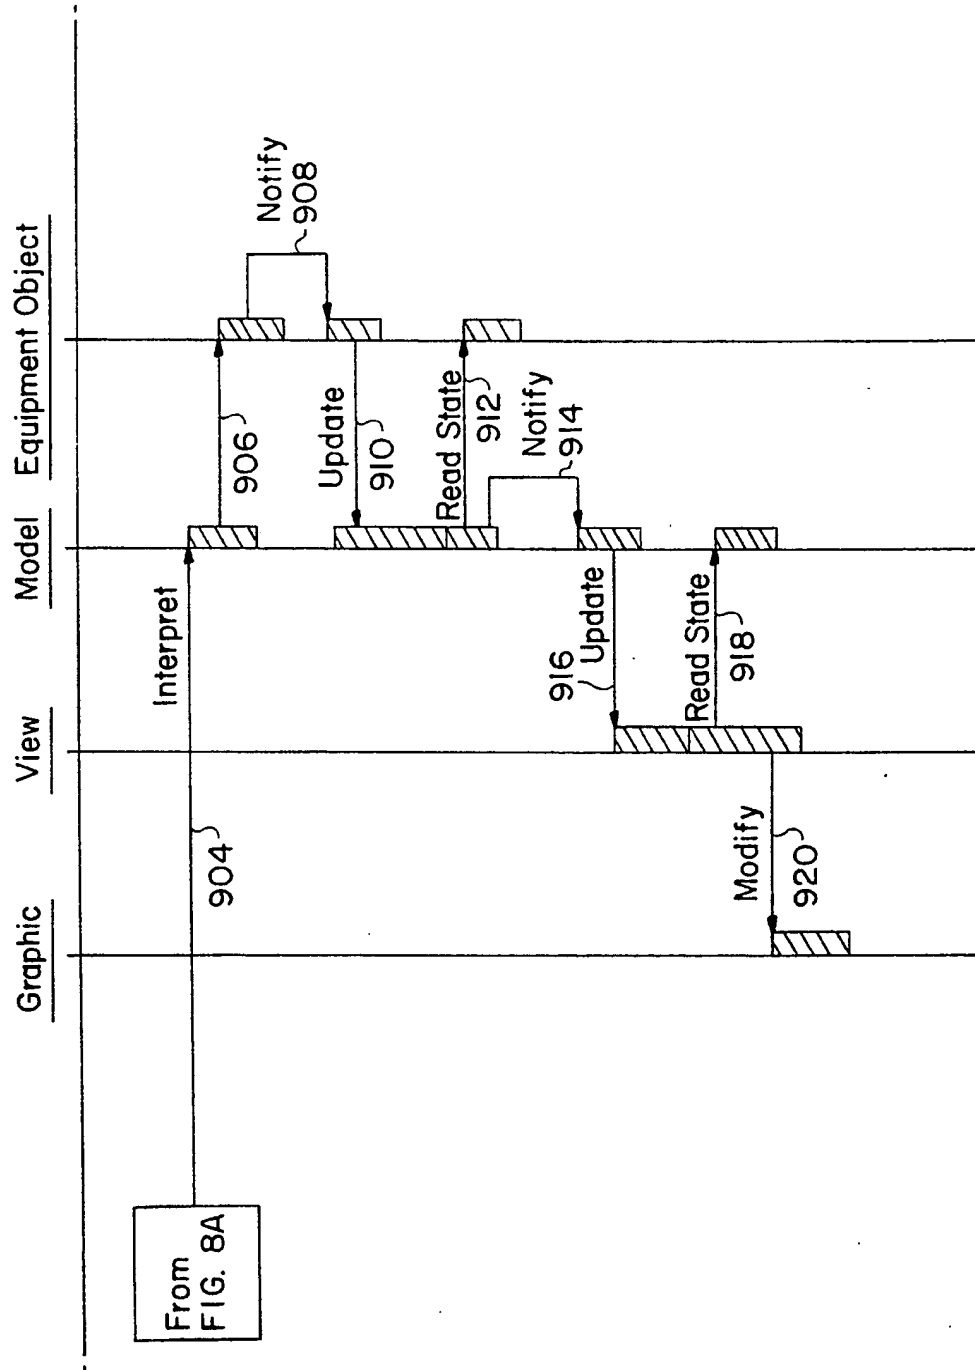 Graphic
View
Model
Equipment Object
From
FIG. 8A
904
Interpret
906
Notify
908
Update
910
Read State
912
Notify
914
916
Update
Read State
918
Modify
920